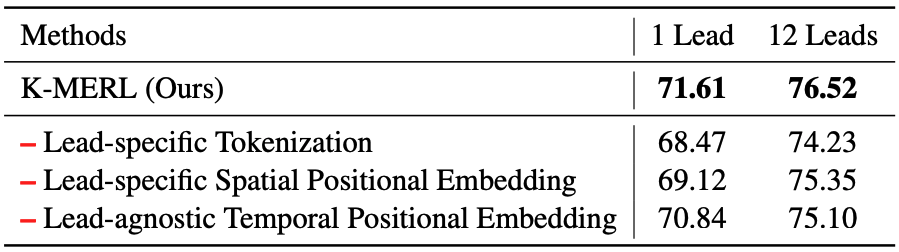 Methods 1 Lead 12 Leads
K-MERL (Ours) 71.61 76.52
– Lead-specific Tokenization 68.47 74.23
– Lead-specific Spatial Positional Embedding 69.12 75.35
– Lead-agnostic Temporal Positional Embedding 70.84 75.10